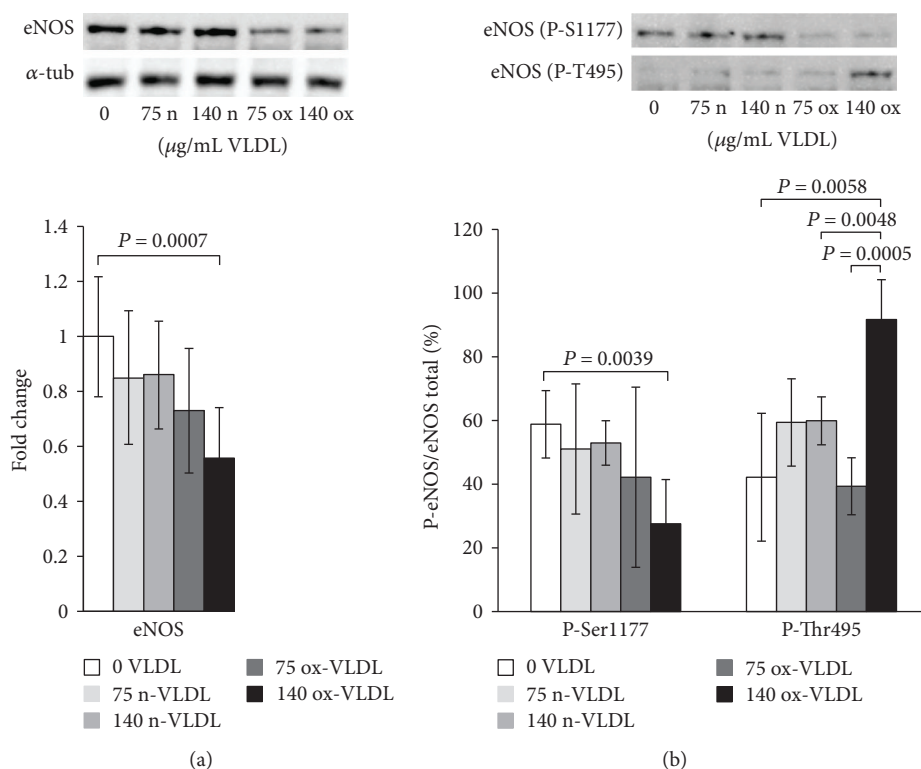 eNOS
α-tub
0 75 n 140 n 75 ox 140 ox
(μg/mL VLDL)
1.4
1.2
1
0.8
0.6
0.4
0.2
0
Fold change
P = 0.0007
eNOS
0 VLDL
75 n-VLDL
140 n-VLDL
75 ox-VLDL
140 ox-VLDL
(a)
eNOS (P-S1177)
eNOS (P-T495)
0 75 n 140 n 75 ox 140 ox
(μg/mL VLDL)
120
100
80
60
40
20
0
P-eNOS/eNOS total (%)
P = 0.0039
P = 0.0058
P = 0.0048
P = 0.0005
P-Ser1177
P-Thr495
0 VLDL
75 n-VLDL
140 n-VLDL
75 ox-VLDL
140 ox-VLDL
(b)